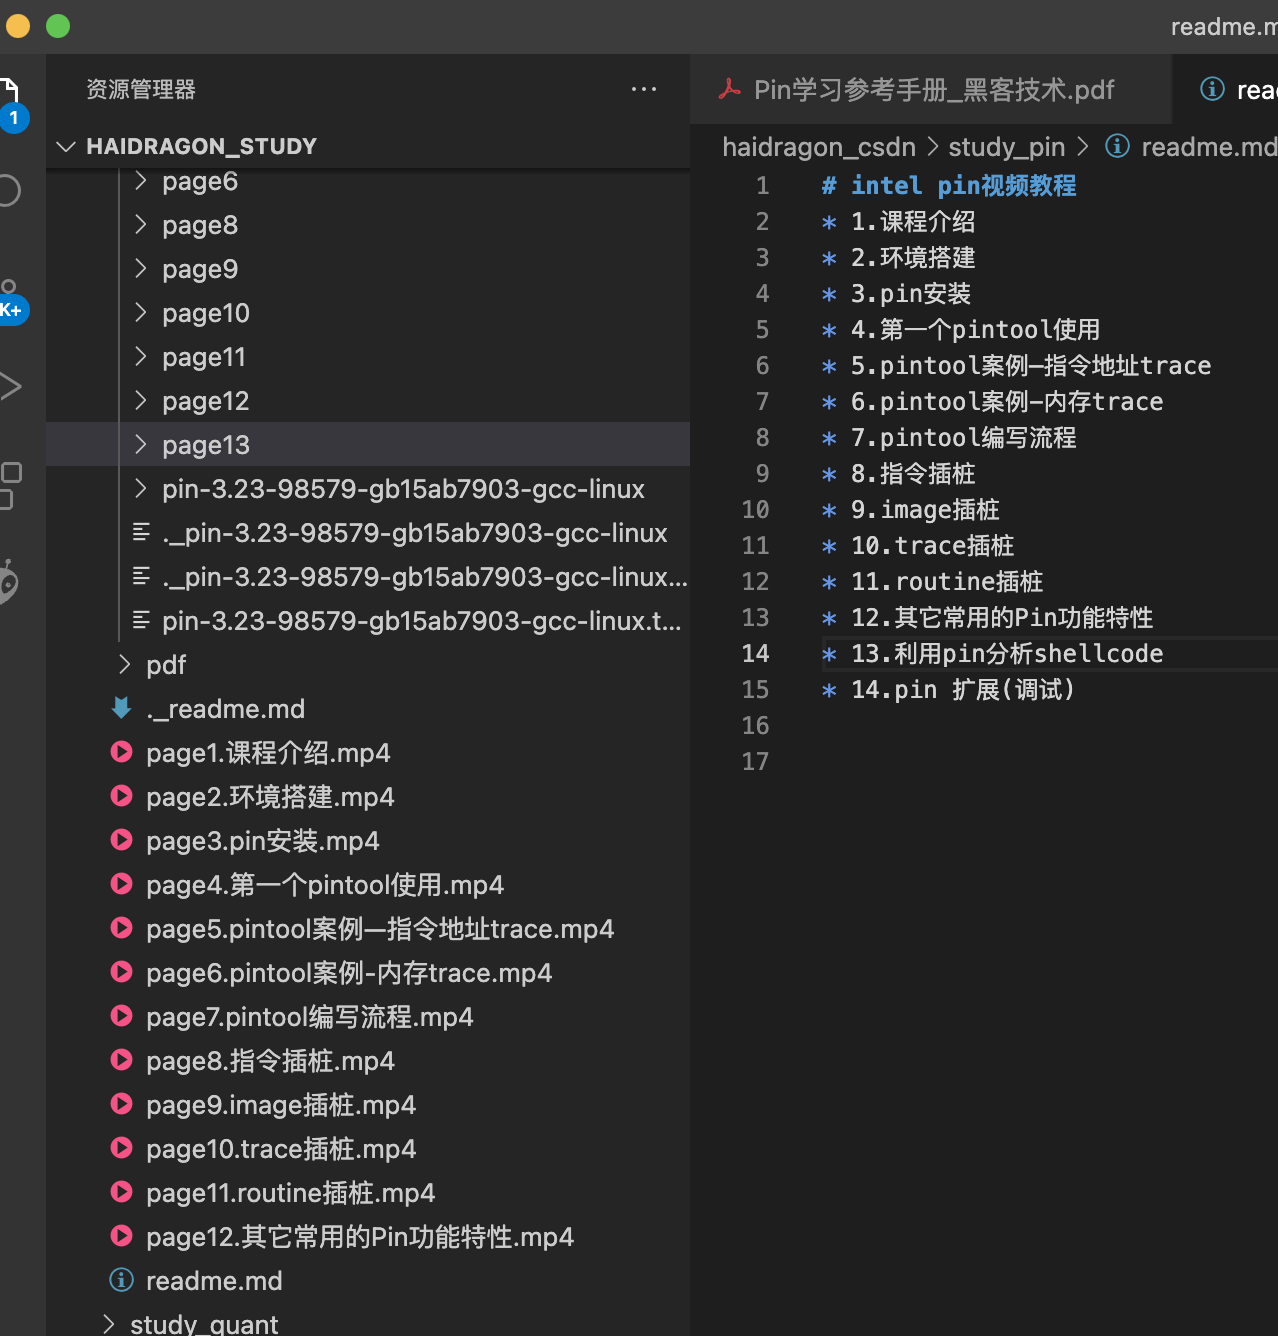 readme.m
资源管理器
Pin学习参考手册_黑客技术.pdf
rea
1
HAIDRAGON_STUDY
haidragon_csdn > study_pin > readme.md
page6
page8
page9
K+
page10
page11
page12
page13
pin-3.23-98579-gb15ab7903-gcc-linux
._pin-3.23-98579-gb15ab7903-gcc-linux
._pin-3.23-98579-gb15ab7903-gcc-linux...
pin-3.23-98579-gb15ab7903-gcc-linux.t...
pdf
._readme.md
page1.课程介绍.mp4
page2.环境搭建.mp4
page3.pin安装.mp4
page4.第一个pintool使用.mp4
page5.pintool案例—指令地址trace.mp4
page6.pintool案例-内存trace.mp4
page7.pintool编写流程.mp4
page8.指令插桩.mp4
page9.image插桩.mp4
page10.trace插桩.mp4
page11.routine插桩.mp4
page12.其它常用的Pin功能特性.mp4
readme.md
study_quant
1 # intel pin视频教程
2 * 1.课程介绍
3 * 2.环境搭建
4 * 3.pin安装
5 * 4.第一个pintool使用
6 * 5.pintool案例—指令地址trace
7 * 6.pintool案例-内存trace
8 * 7.pintool编写流程
9 * 8.指令插桩
10 * 9.image插桩
11 * 10.trace插桩
12 * 11.routine插桩
13 * 12.其它常用的Pin功能特性
14 * 13.利用pin分析shellcode
15 * 14.pin 扩展(调试)
16
17